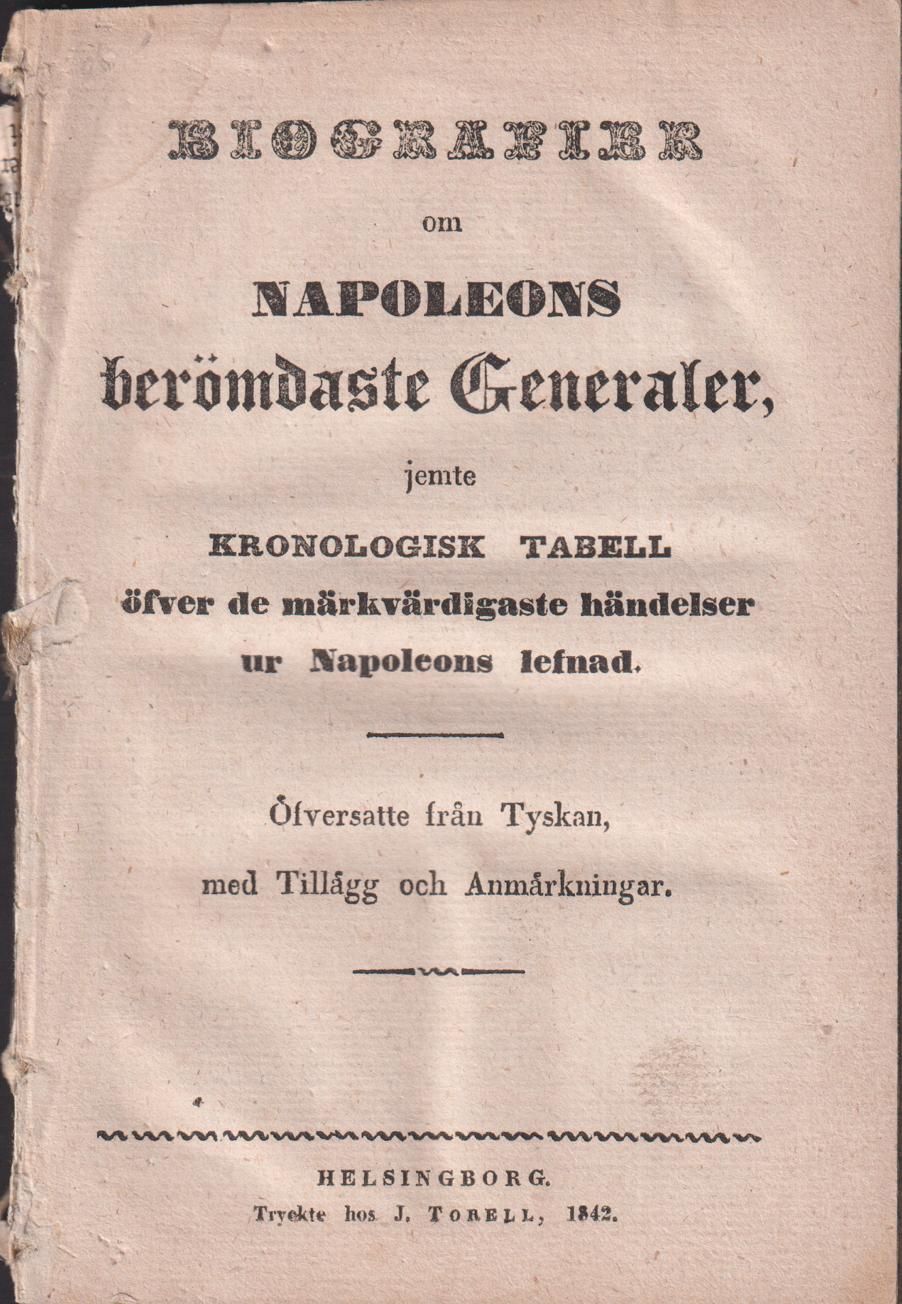 BIOGRAFIER
om
NAPOLEONS
berömdaste Generaler,
jemte
KRONOLOGISK TABELL
öfver de märkvärdigaste händelser
ur Napoleons lefnad.
Öfversatte från Tyskan,
med Tillägg och Anmärkningar.
HELSINGBORG.
Tryckte hos J. TORELL, 1842.